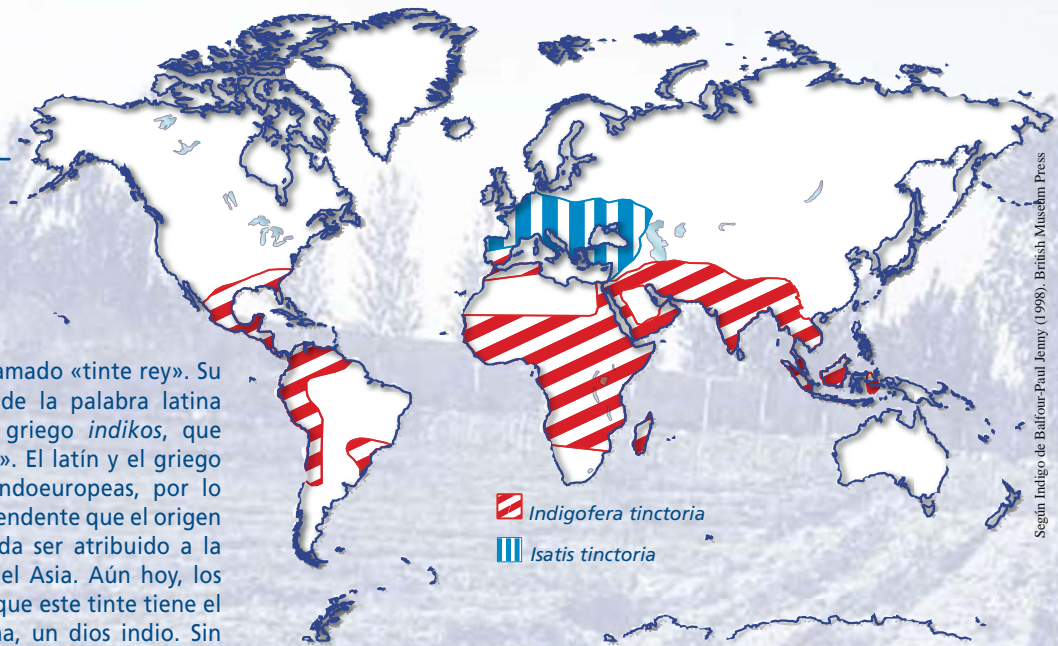 amado «tinte rey». Su
de la palabra latina
griego indikos, que
». El latín y el griego
ndoeuropeas, por lo
endente que el origen
da ser atribuido a la
el Asia. Aún hoy, los
que este tinte tiene el
na, un dios indio. Sin
Indigofera tinctoria
Isatis tinctoria
Según Indigo de Balfour-Paul Jenny (1998). British Museum Press